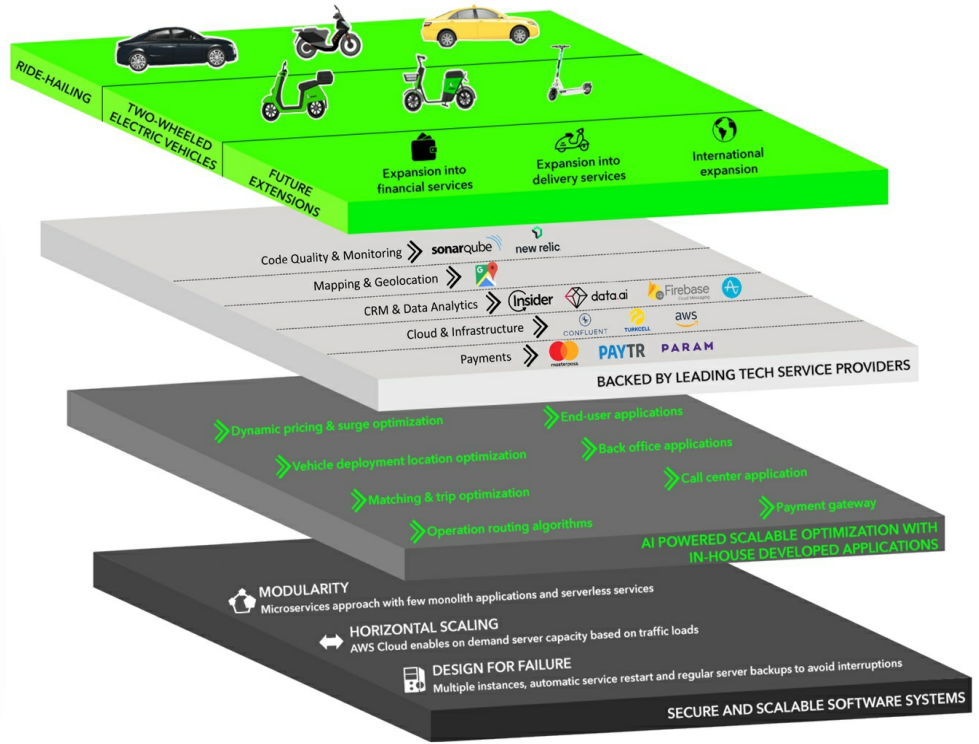 RIDE-HAILING
TWO-WHEELED
ELECTRIC VEHICLES
FUTURE
EXTENSIONS
Expansion into
financial services
Expansion into
delivery services
International
expansion
Code Quality & Monitoring
sonarqube
new relic
Mapping & Geolocation
G
CRM & Data Analytics
Insider
data.ai
Firebase
Cloud Messaging
Cloud & Infrastructure
CONFLUENT
TURKCELL
aws
Payments
mastercard
PAYTR
PARAM
BACKED BY LEADING TECH SERVICE PROVIDERS
Dynamic pricing & surge optimization
Vehicle deployment location optimization
Matching & trip optimization
Operation routing algorithms
End-user applications
Back office applications
Call center application
Payment gateway
AI POWERED SCALABLE OPTIMIZATION WITH
IN-HOUSE DEVELOPED APPLICATIONS
MODULARITY
Microservices approach with few monolith applications and serverless services
HORIZONTAL SCALING
AWS Cloud enables on demand server capacity based on traffic loads
DESIGN FOR FAILURE
Multiple instances, automatic service restart and regular server backups to avoid interruptions
SECURE AND SCALABLE SOFTWARE SYSTEMS